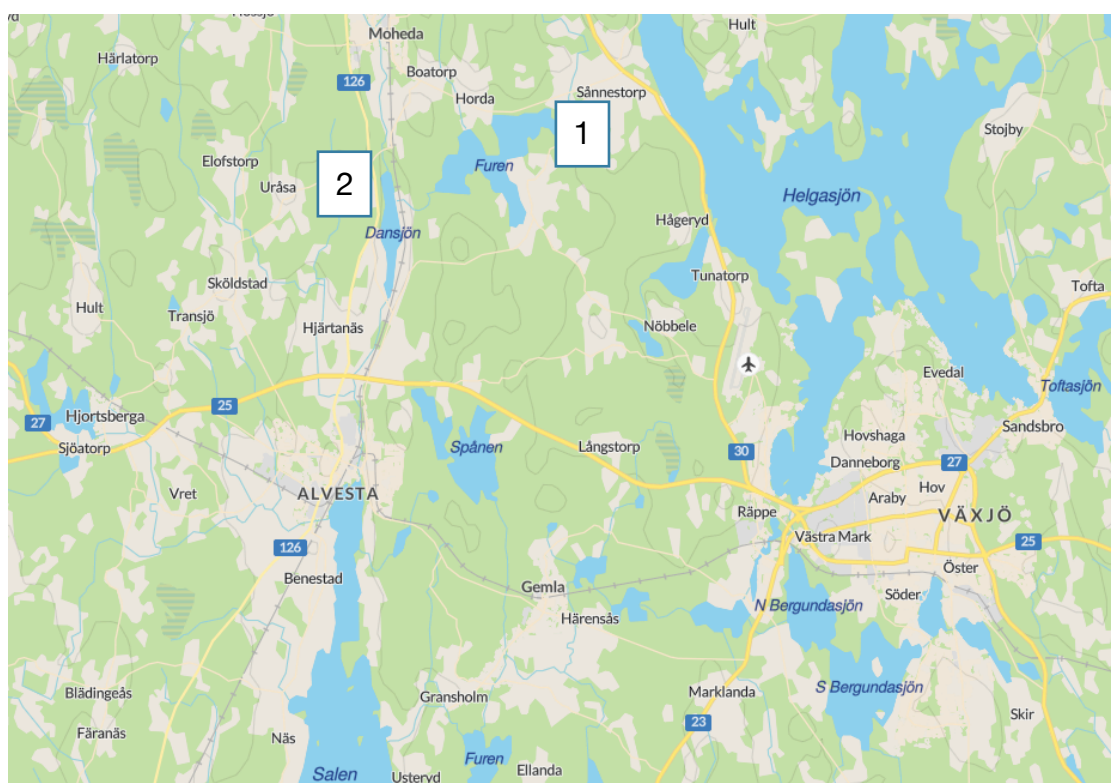 Moheda
Hult
Härlatorp
126
Boatorp
Horda
Sånnestorp
1
Stojby
Elofstorp
Furen
2
Uråsa
Helgasjön
Dansjön
Hågeryd
Tunatorp
Sköldstad
Tofta
Hult
Transjö
Hjärtanäs
Nöbbele
Evedal
Toftasjön
25
Hjortsberga
27
Sandsbro
Sjöatorp
Spånen
Långstorp
Hovshaga
30
Danneborg
27
Vret
ALVESTA
Hov
Araby
Räppe
VÄXJÖ
Västra Mark
25
126
Benestad
Gemla
Öster
Söder
N Bergundasjön
Härensås
Blädingeås
Gransholm
Marklanda
S Bergundasjön
Skir
23
Färanäs
Näs
Furen
Ellanda
Salen
Usteryd